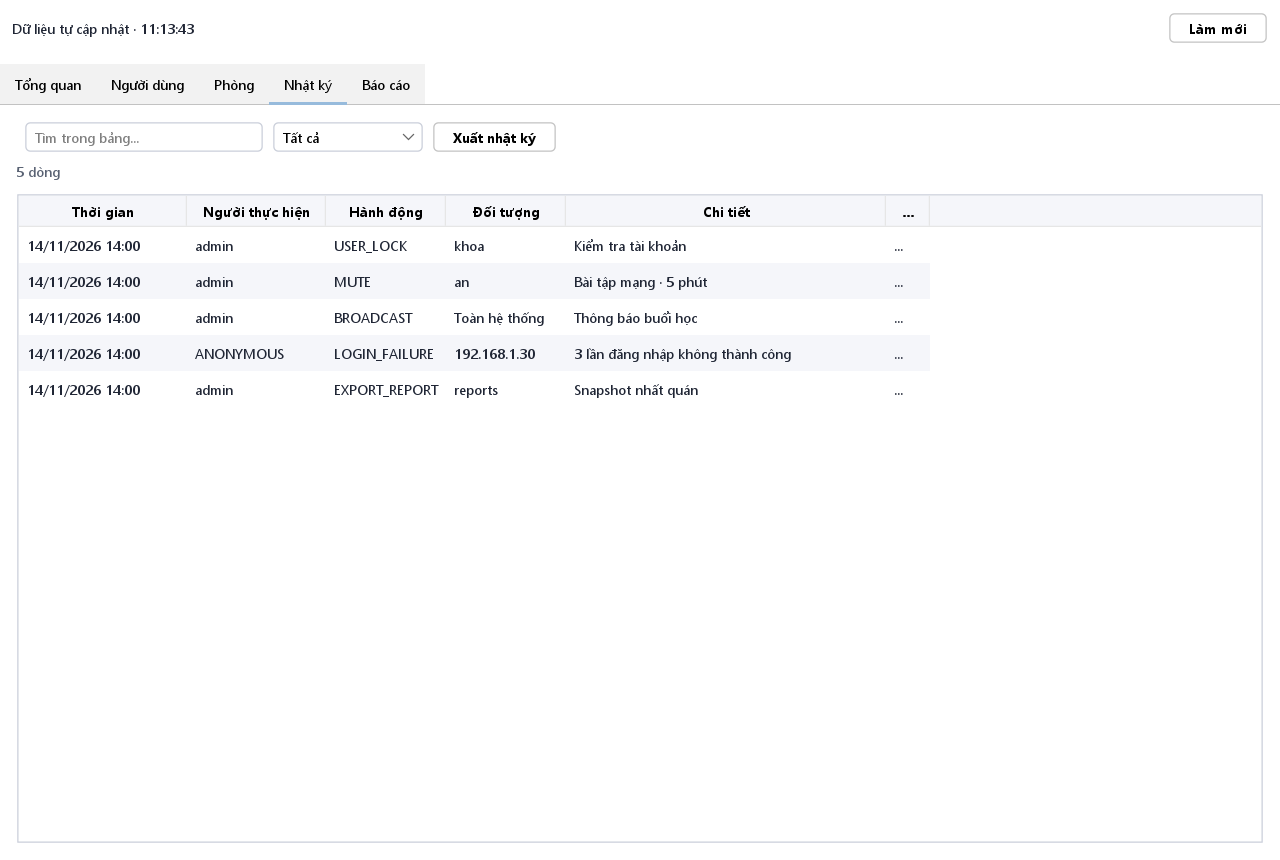 Dữ liệu tự cập nhật · 11:13:43
Làm mới
Tổng quan Người dùng Phòng Nhật ký Báo cáo
Tìm trong bảng... Tất cả Xuất nhật ký
5 dòng
Thời gian Người thực hiện Hành động Đối tượng Chi tiết ...
14/11/2026 14:00 admin USER_LOCK khoa Kiểm tra tài khoản ...
14/11/2026 14:00 admin MUTE an Bài tập mạng · 5 phút ...
14/11/2026 14:00 admin BROADCAST Toàn hệ thống Thông báo buổi học ...
14/11/2026 14:00 ANONYMOUS LOGIN_FAILURE 192.168.1.30 3 lần đăng nhập không thành công ...
14/11/2026 14:00 admin EXPORT_REPORT reports Snapshot nhất quán ...